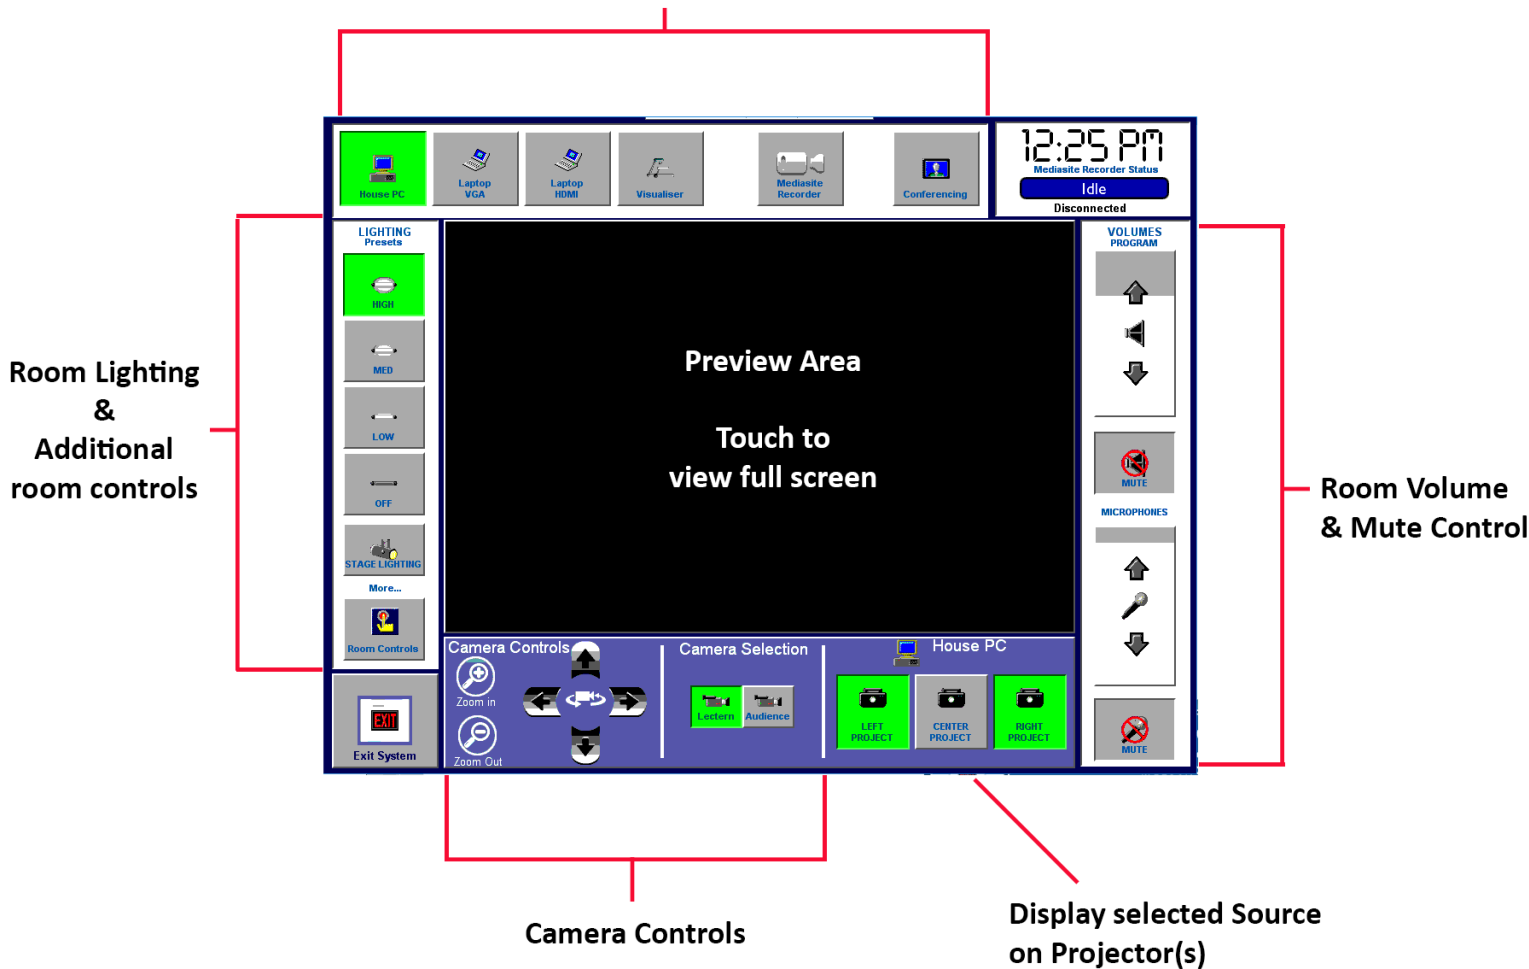 House PC
Laptop
VGA
Laptop
HDMI
Visualiser
Mediasite
Recorder
Conferencing
12:25 PM
Mediasite Recorder Status
Idle
Disconnected
LIGHTING
Presets
HIGH
MED
LOW
OFF
STAGE LIGHTING
More...
Room Controls
EXIT
Exit System
Preview Area
Touch to
view full screen
VOLUMES
PROGRAM
MUTE
MICROPHONES
MUTE
Camera Controls
Zoom in
Zoom Out
Camera Selection
Lectern
Audience
House PC
LEFT
PROJECT
CENTER
PROJECT
RIGHT
PROJECT
Room Lighting
&
Additional
room controls
Room Volume
& Mute Control
Camera Controls
Display selected Source
on Projector(s)